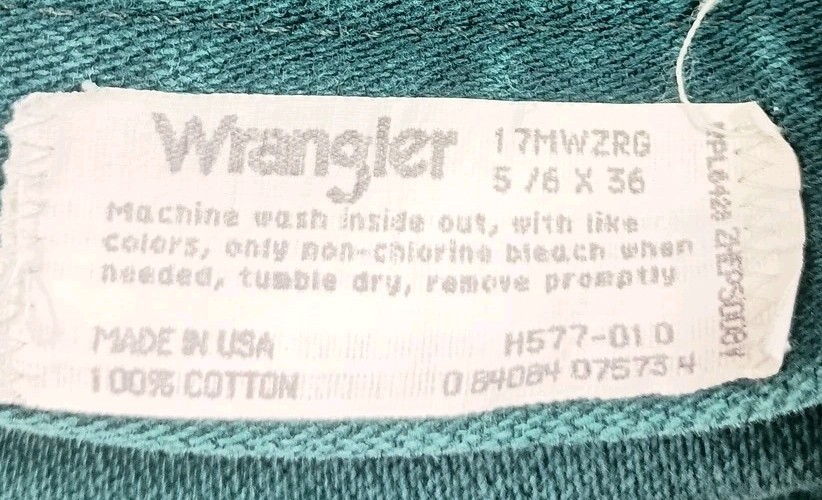 Wrangler
17MWZRG
5/6 X 36
Machine wash inside out, with like
colors, only non-chlorine bleach when
needed, tumble dry, remove promptly
MADE IN USA
H577-01 0
100% COTTON
0 84084 07573 4